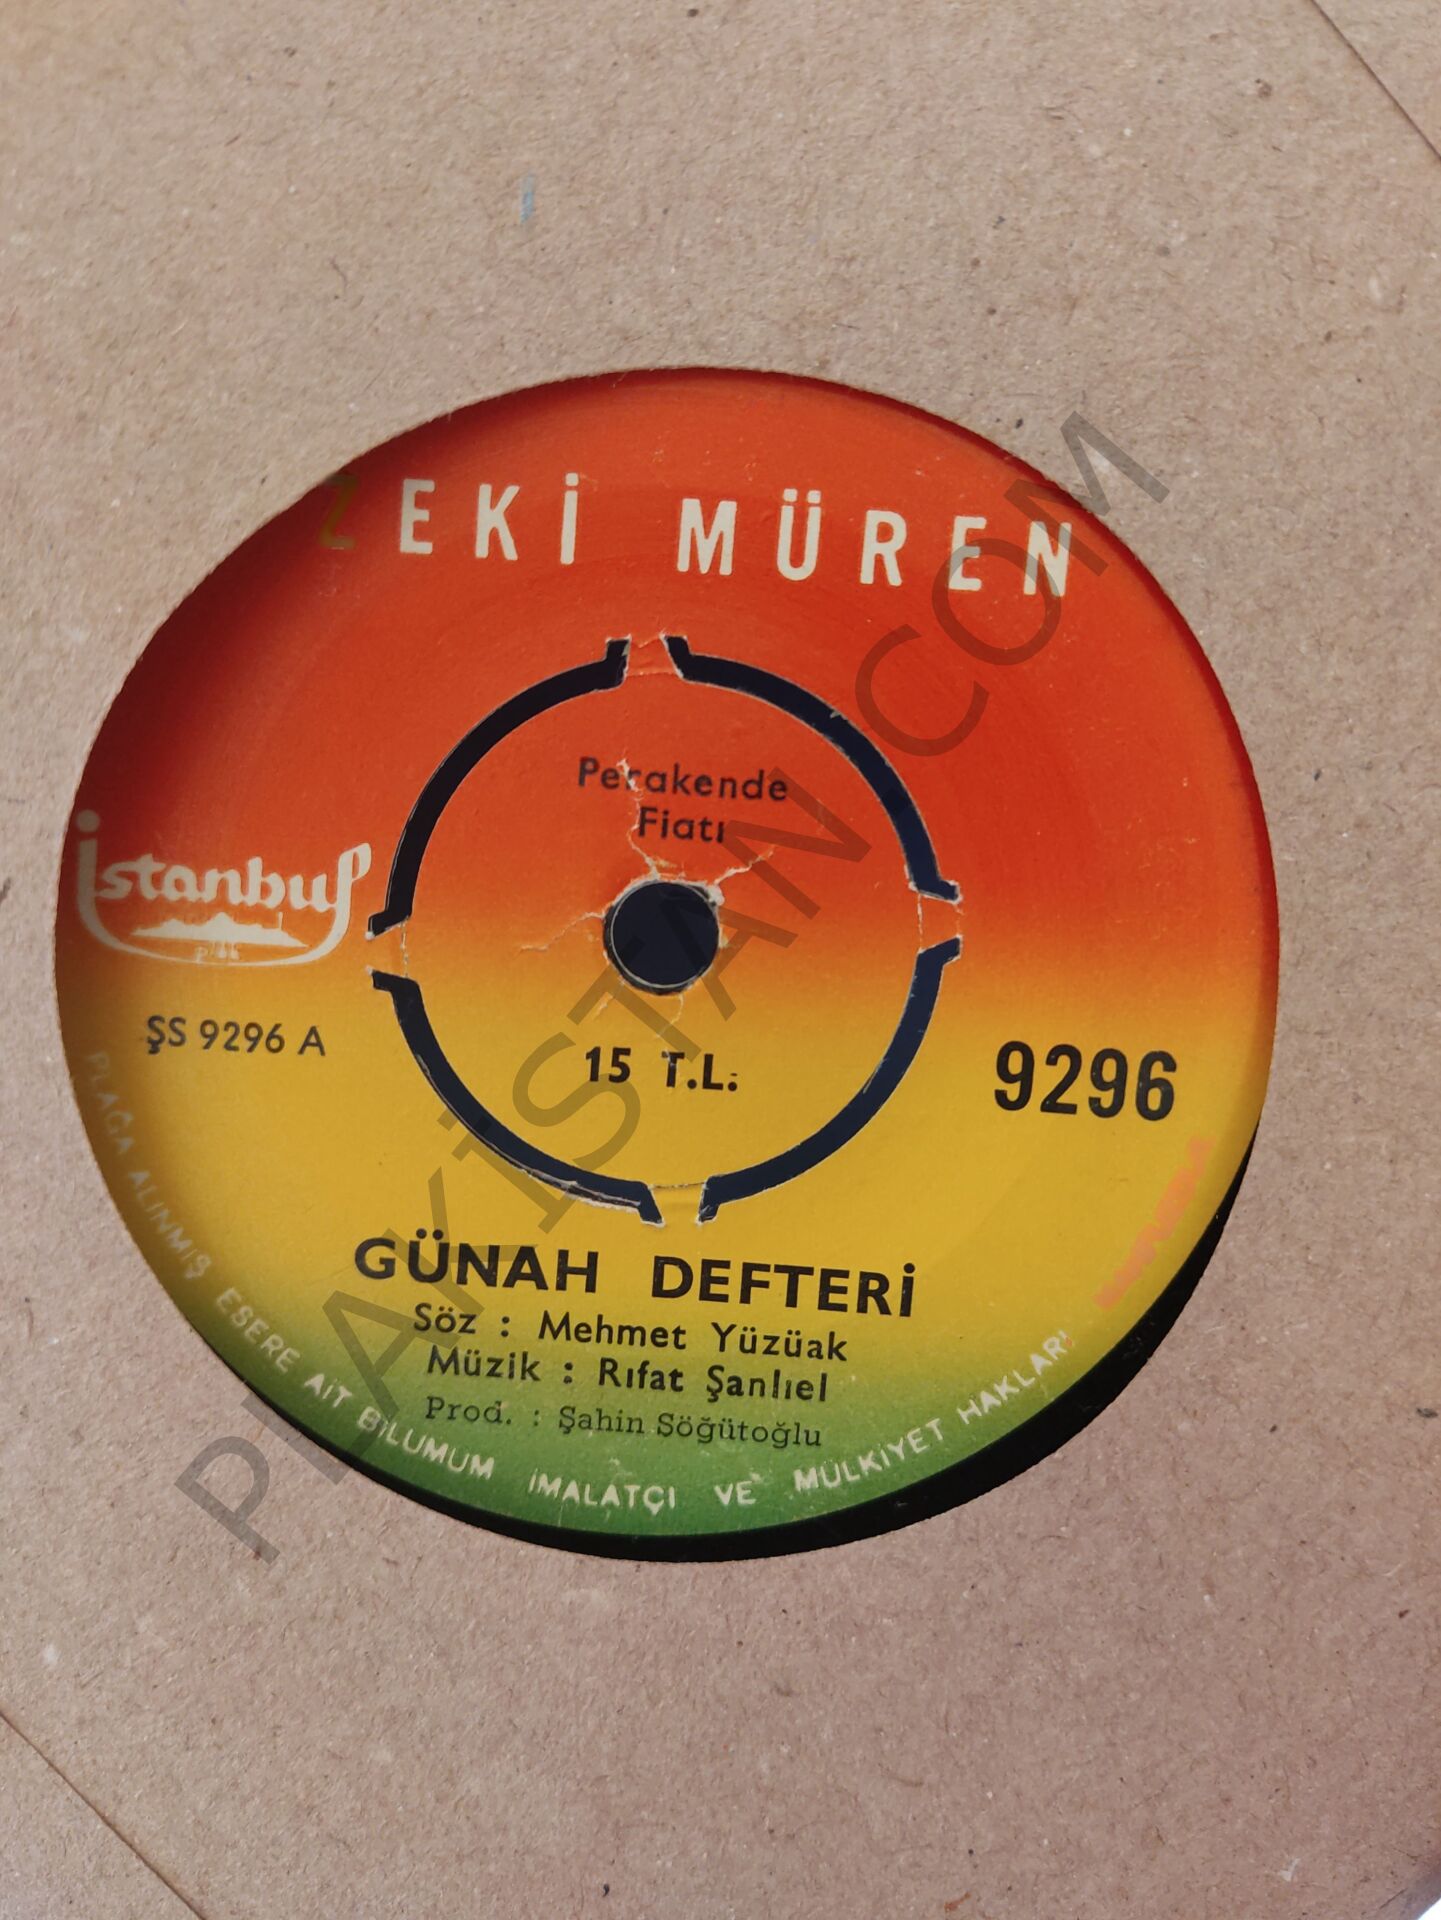 ZEKİ MÜREN
Perakende
Fiatı
istanbul
ŞS 9296 A
15 T.L.
9296
GÜNAH DEFTERİ
Söz : Mehmet Yüzüak
Müzik : Rıfat Şanlıel
Prod. : Şahin Söğütoğlu
PLAĞA ALINMIŞ ESERE AİT BİLUMUM İMALATÇI VE MÜLKİYET HAKLARI
PLAKİSTAN.COM